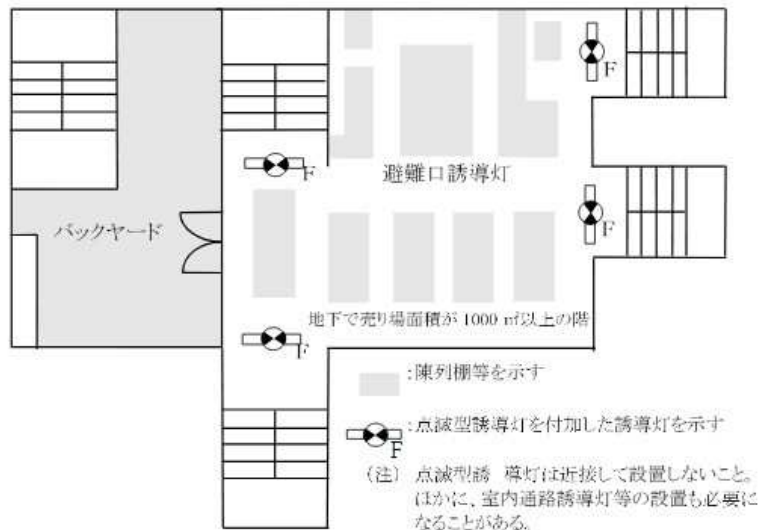 F
F
避難口誘導灯
バックヤード
F
地下で売り場面積が 1000 ㎡以上の階
F
:陳列棚等を示す
:点滅型誘導灯を付加した誘導灯を示す
F
(注) 点滅型誘 導灯は近接して設置しないこと。
ほかに、室内通路誘導灯等の設置も必要に
なることがある。